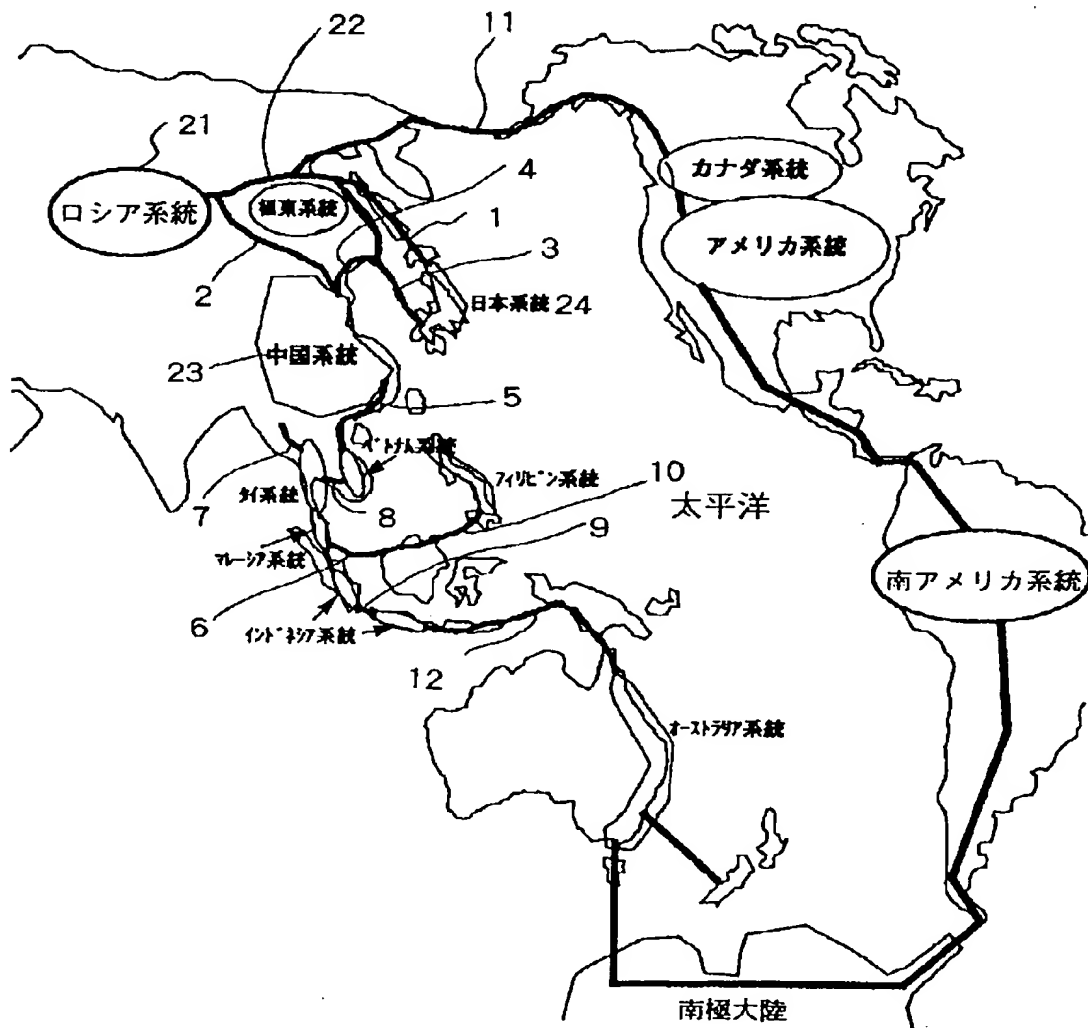 22
11
21
4
カナダ系統
ロシア系統
極東系統
1
アメリカ系統
2
3
日本系統 24
23
中国系統
5
ベトナム系統
フィリピン系統
10
7
タイ系統
8
太平洋
9
マレーシア系統
南アメリカ系統
6
インドネシア系統
12
オーストラリア系統
南極大陸